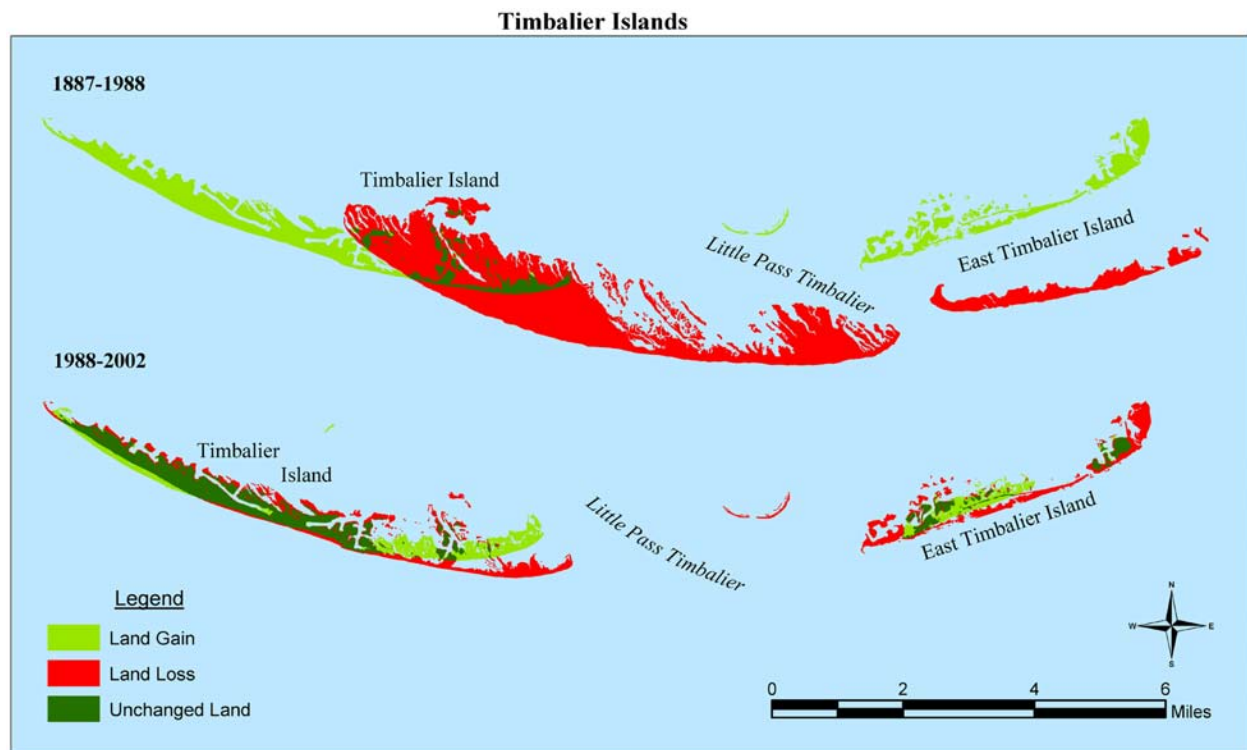 Timbalier Islands
1887-1988
Timbalier Island
Little Pass Timbalier
East Timbalier Island
1988-2002
Timbalier
Island
Little Pass Timbalier
East Timbalier Island
Legend
Land Gain
Land Loss
Unchanged Land
N
W
E
S
0 2 4 6
Miles